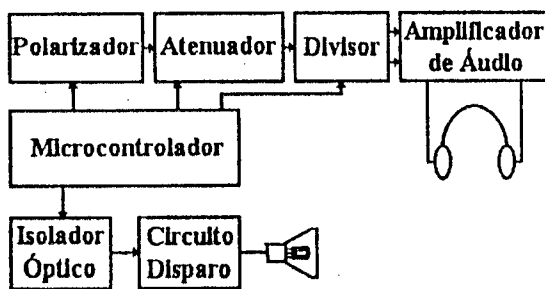 Polarizador
Atenuador
Divisor
Amplificador
de Áudio
Microcontrolador
Isolador
Óptico
Circuito
Disparo